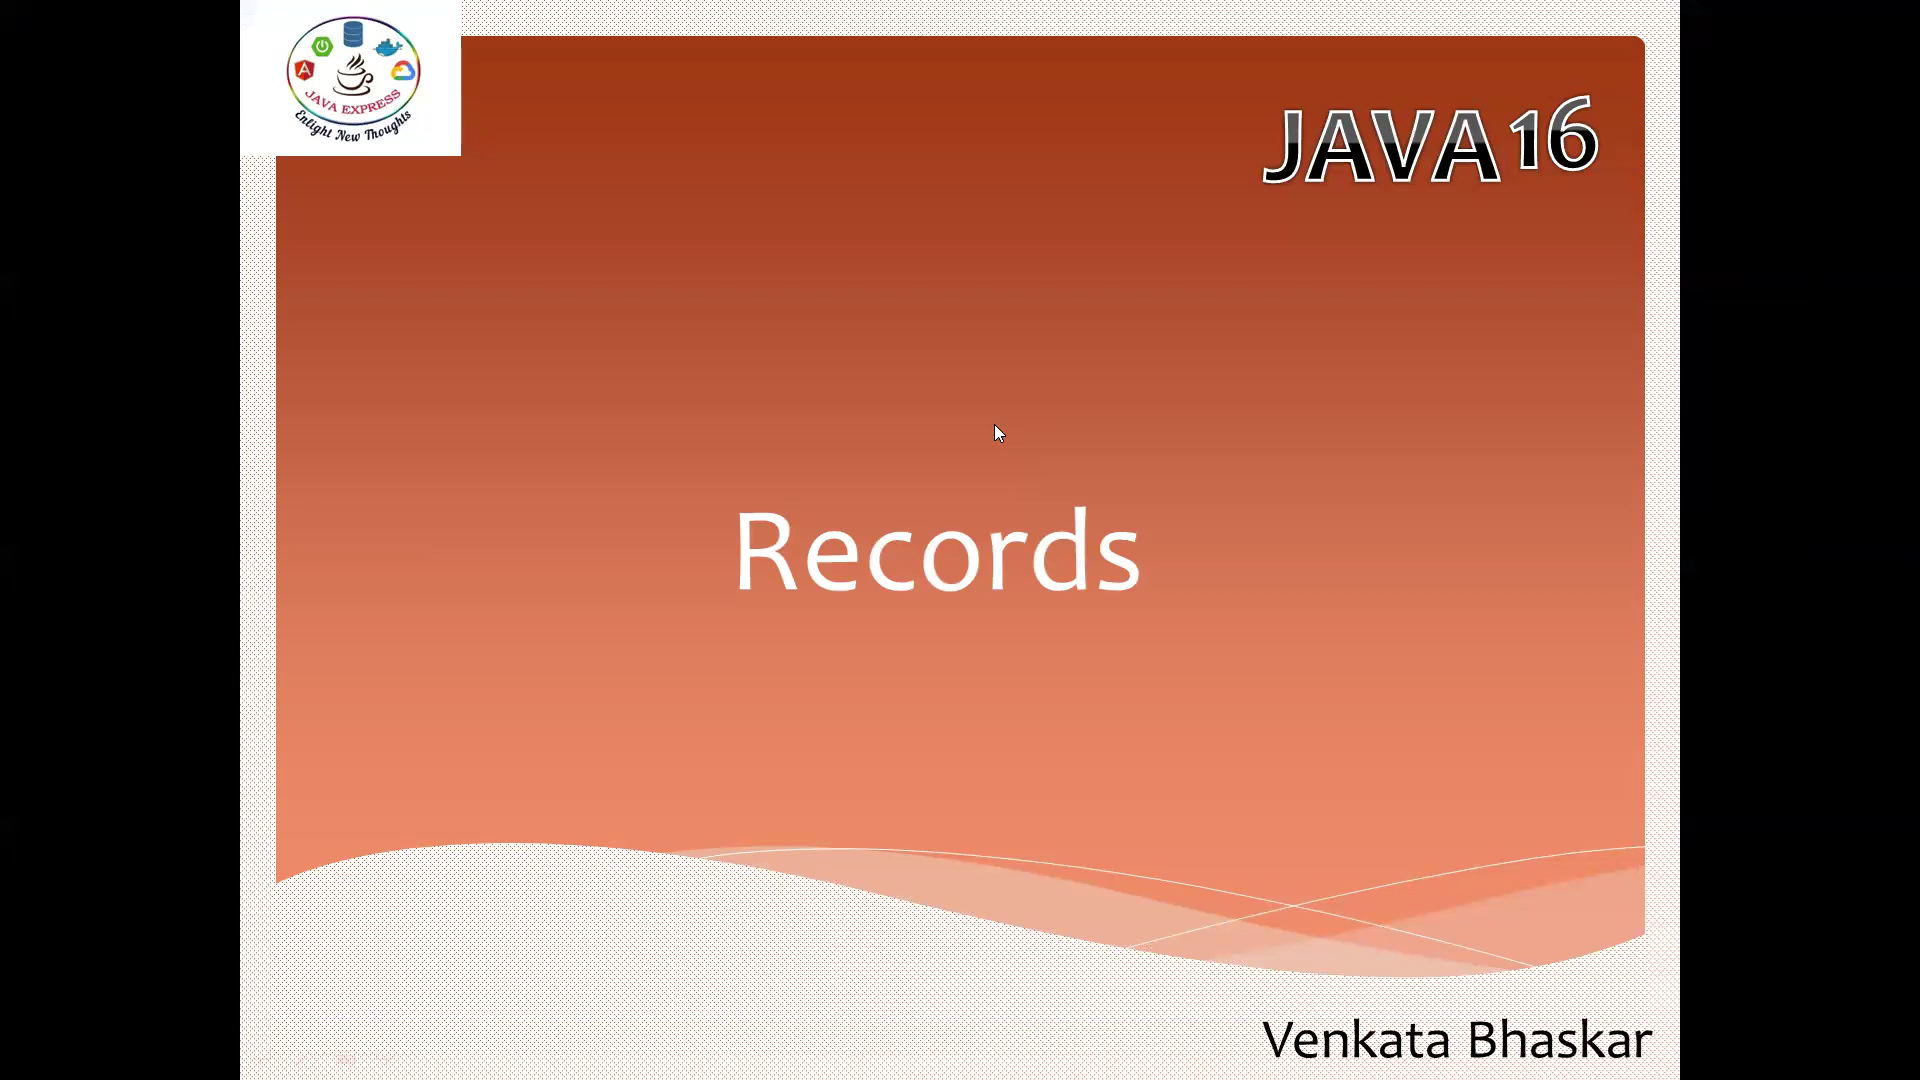 JAVA EXPRESS
Enlight New Thoughts
JAVA 16
Records
Venkata Bhaskar